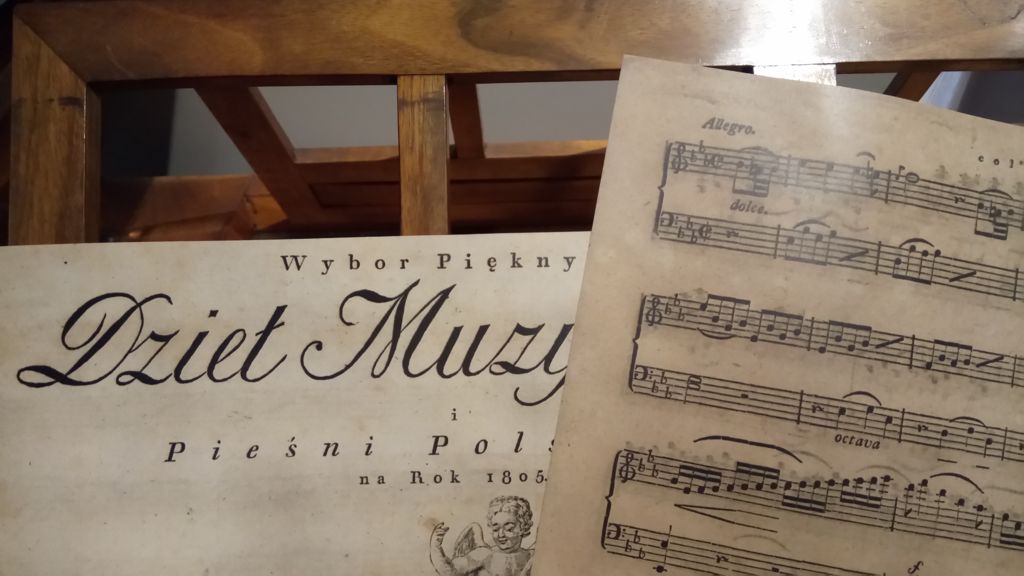 Wybor Piękny
Dzieł Muzy
i
Pieśni Pols
na Rok 1805.
Allegro.
dolce.
octava
f